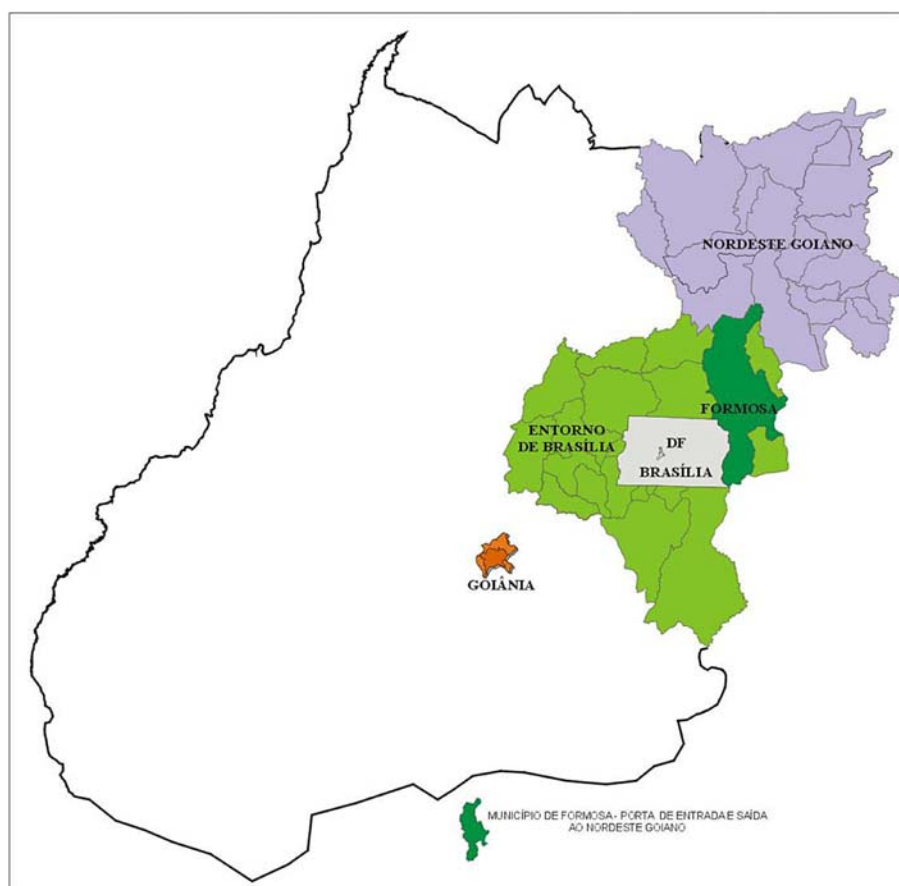 NORDESTE GOIANO
FORMOSA
ENTORNO
DE BRASÍLIA
DF
BRASÍLIA
GOIÂNIA
MUNICÍPIO DE FORMOSA - PORTA DE ENTRADA E SAÍDA
AO NORDESTE GOIANO